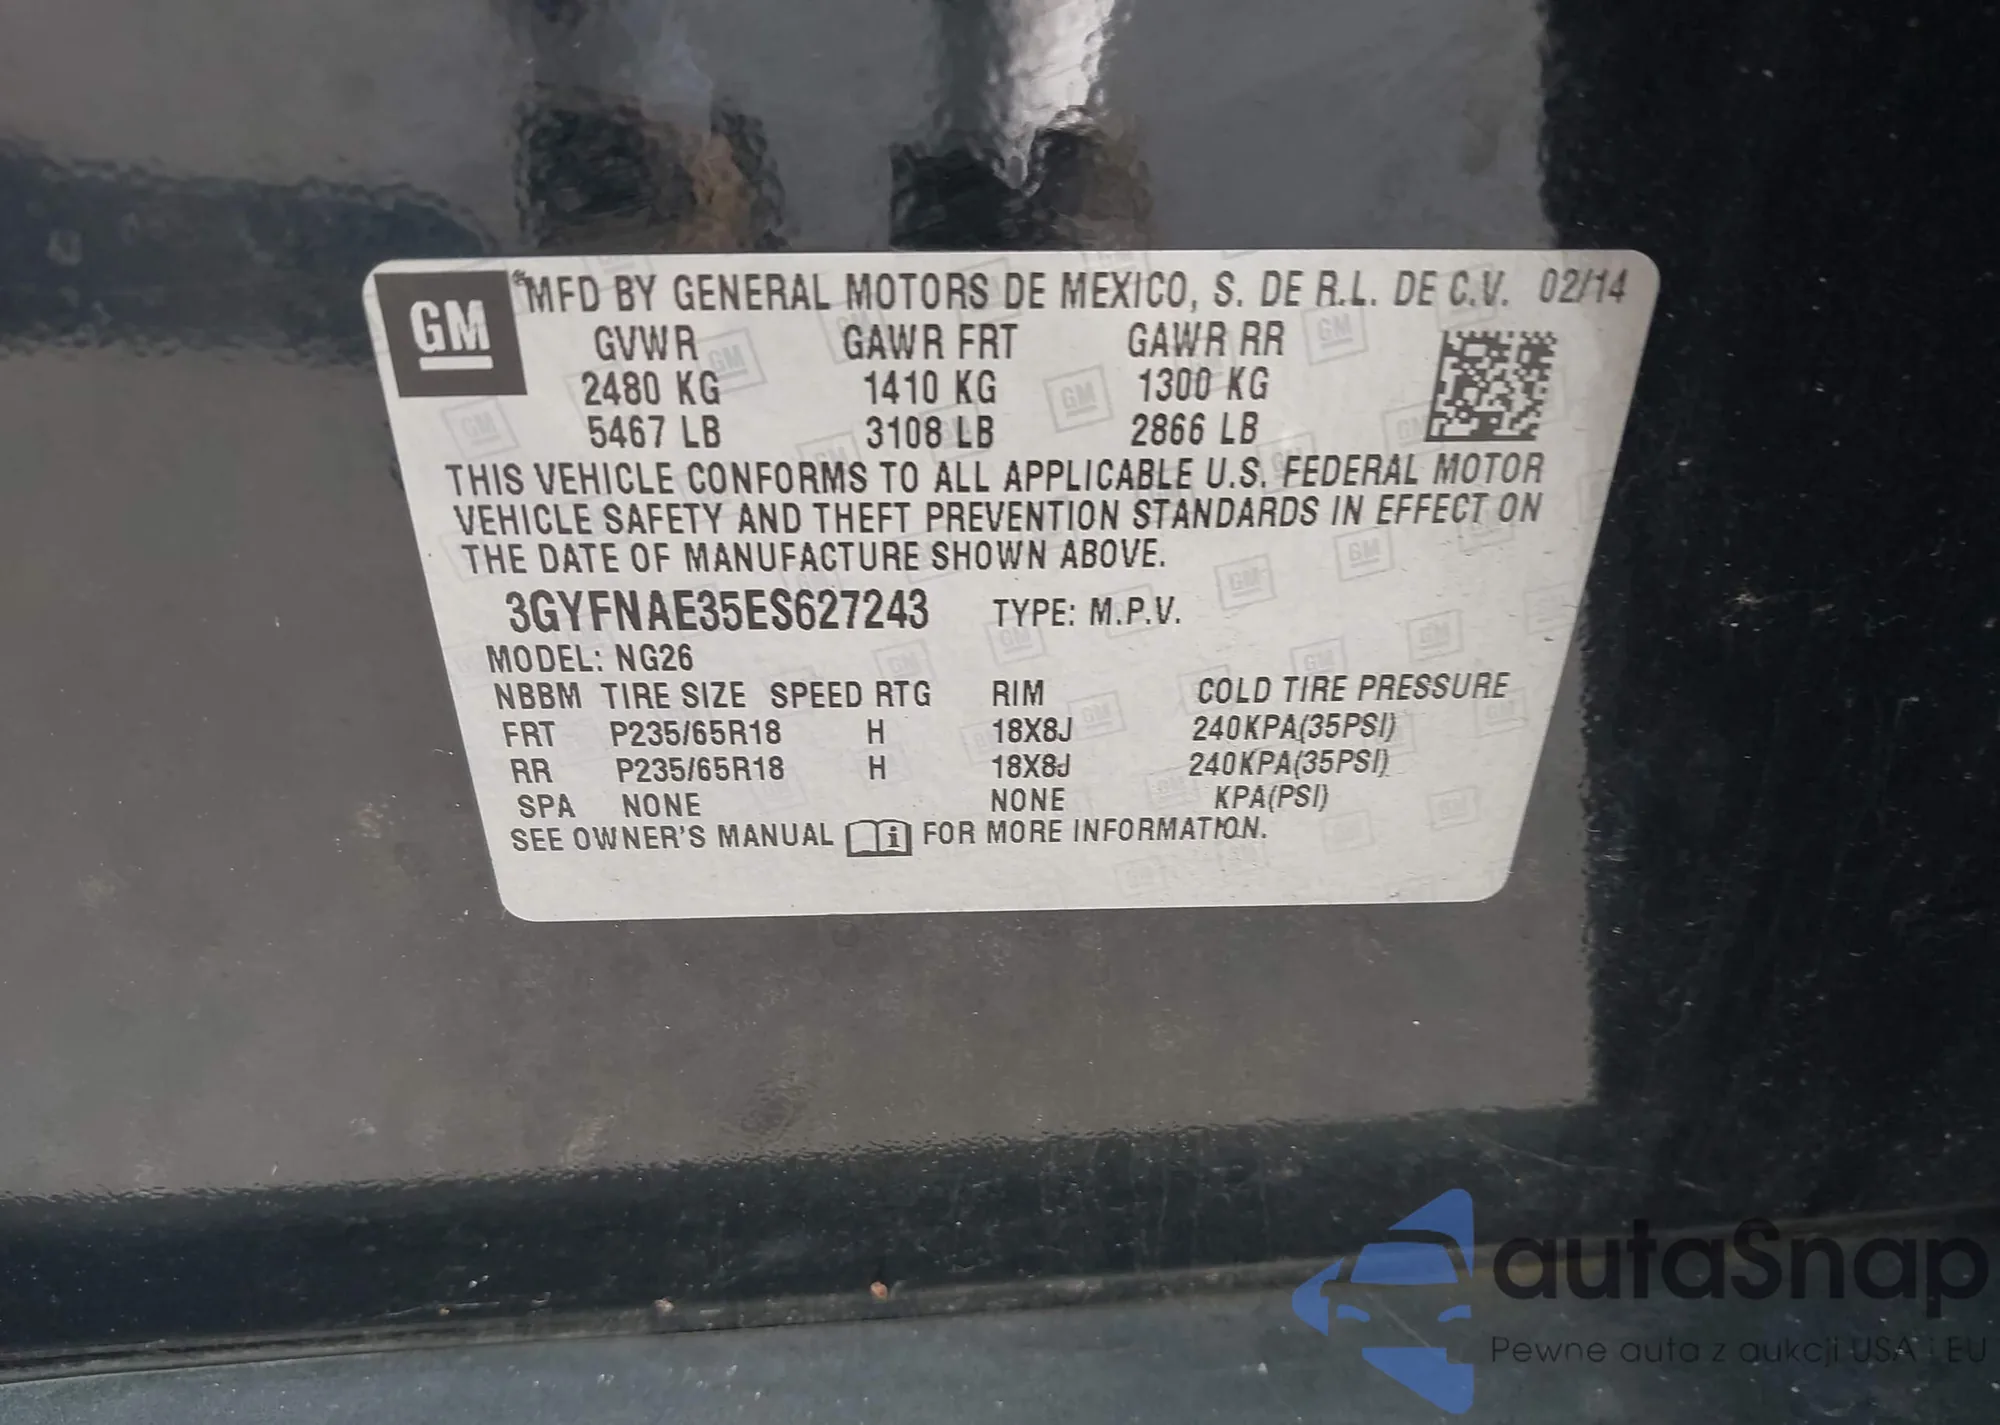 GM
MFD BY GENERAL MOTORS DE MEXICO, S. DE R.L. DE C.V. 02/14
GVWR GAWR FRT GAWR RR
2480 KG 1410 KG 1300 KG
5467 LB 3108 LB 2866 LB
THIS VEHICLE CONFORMS TO ALL APPLICABLE U.S. FEDERAL MOTOR
VEHICLE SAFETY AND THEFT PREVENTION STANDARDS IN EFFECT ON
THE DATE OF MANUFACTURE SHOWN ABOVE.
3GYFNAE35ES627243 TYPE: M.P.V.
MODEL: NG26
NBBM TIRE SIZE SPEED RTG RIM COLD TIRE PRESSURE
FRT P235/65R18 H 18X8J 240KPA(35PSI)
RR P235/65R18 H 18X8J 240KPA(35PSI)
SPA NONE NONE KPA(PSI)
SEE OWNER'S MANUAL i FOR MORE INFORMATION.
autaSnap
Pewne auta z aukcji USA i EU